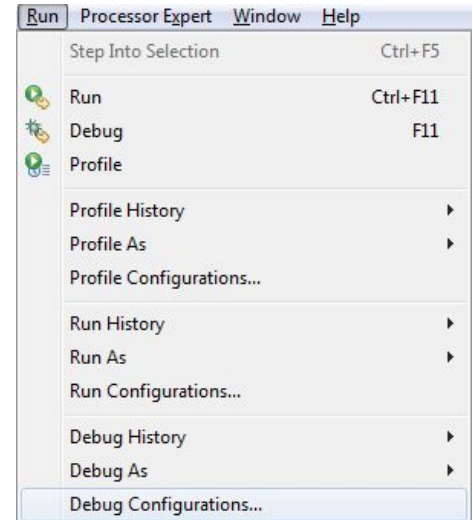 Run Processor Expert Window Help
Step Into Selection Ctrl+F5
Run Ctrl+F11
Debug F11
Profile
Profile History
Profile As
Profile Configurations...
Run History
Run As
Run Configurations...
Debug History
Debug As
Debug Configurations...